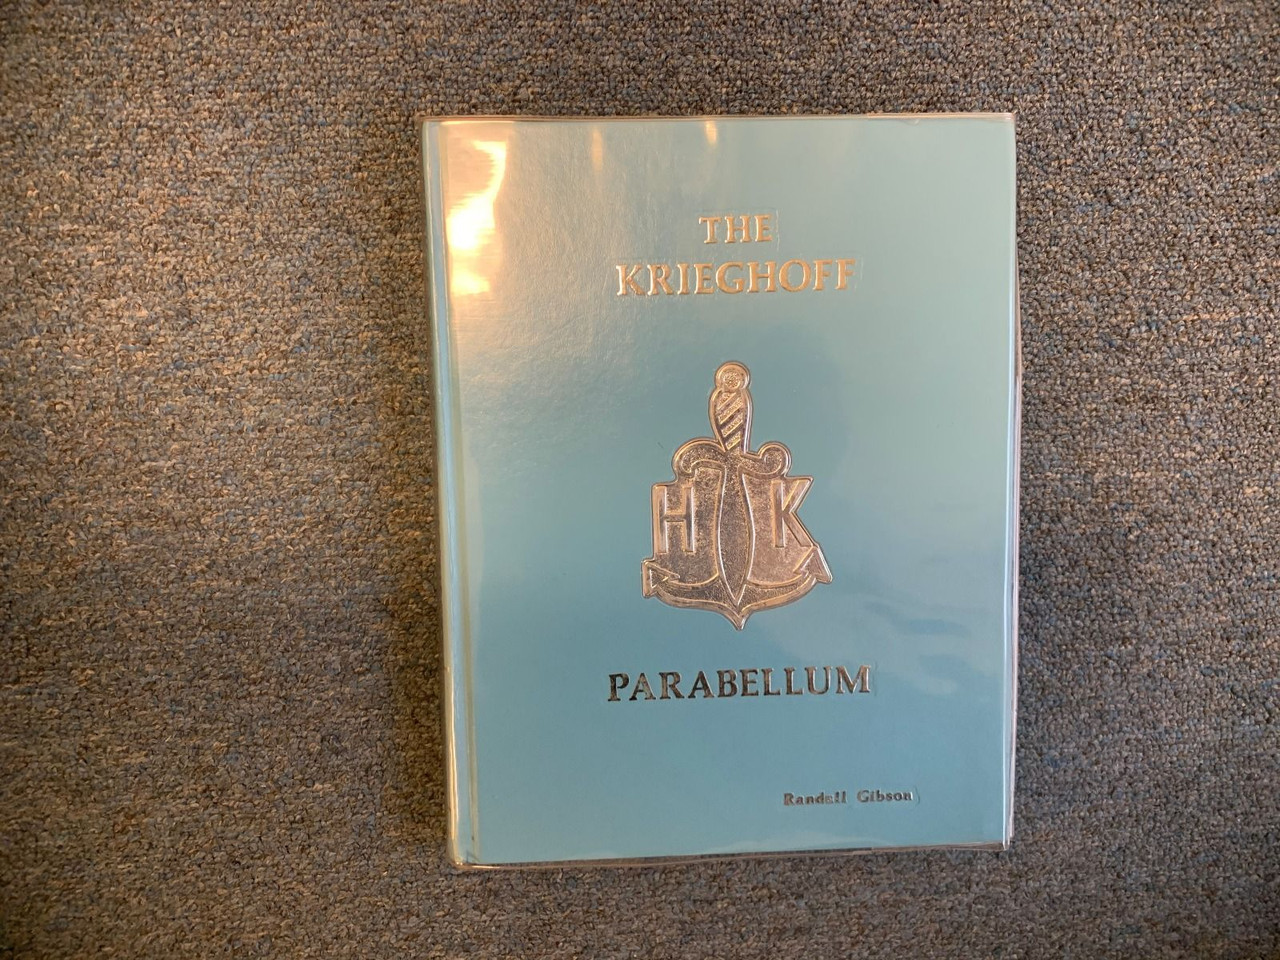 THE
KRIEGHOFF
H K
PARABELLUM
Randall Gibson